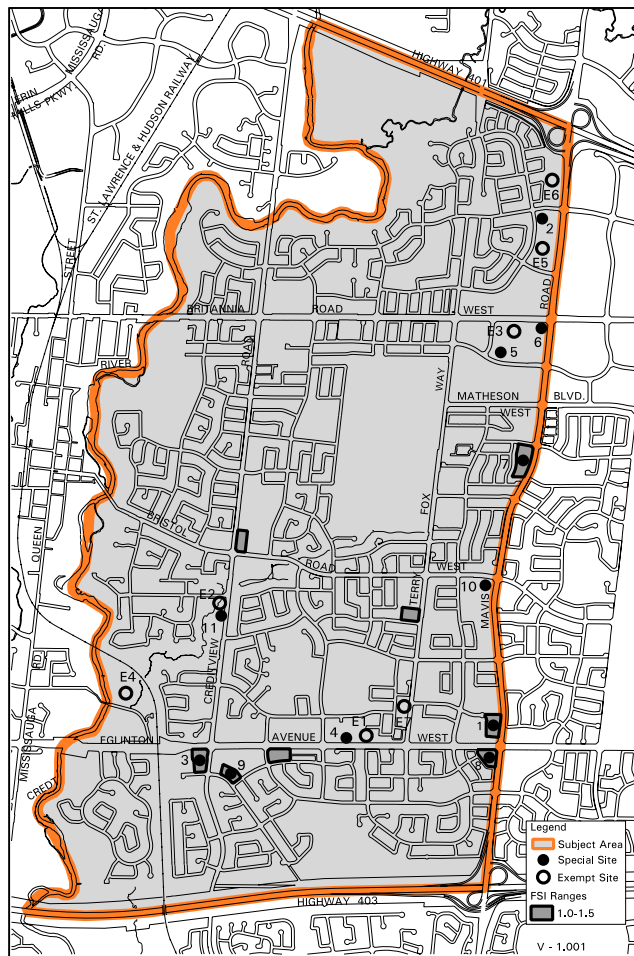 MISSISSAUGA
RD.
ERIN
MILLS PKWY
ST. LAWRENCE & HUDSON RAILWAY
HIGHWAY 401
E6
2
E5
STREET
ROAD
BRITANNIA ROAD WEST
E3
6
5
RIVER
ROAD
WAY
MATHESON BLVD.
WEST
QUEEN
BRISTOL
ROAD WEST
FOX
TERRY
10
MAVIS
E2
11
CREDITVIEW
E4
RD.
MISSISSAUGA
E7
1
EGLINTON AVENUE WEST
4
E1
3
9
8
CREDT
HIGHWAY 403
Legend
Subject Area
Special Site
Exempt Site
FSI Ranges
1.0-1.5
V - 1.001